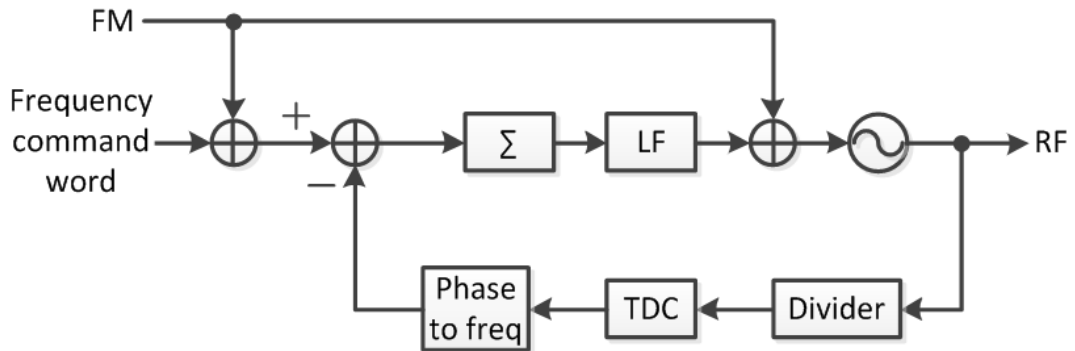 FM
Frequency
command
word
+
−
Σ
LF
RF
Phase
to freq
TDC
Divider